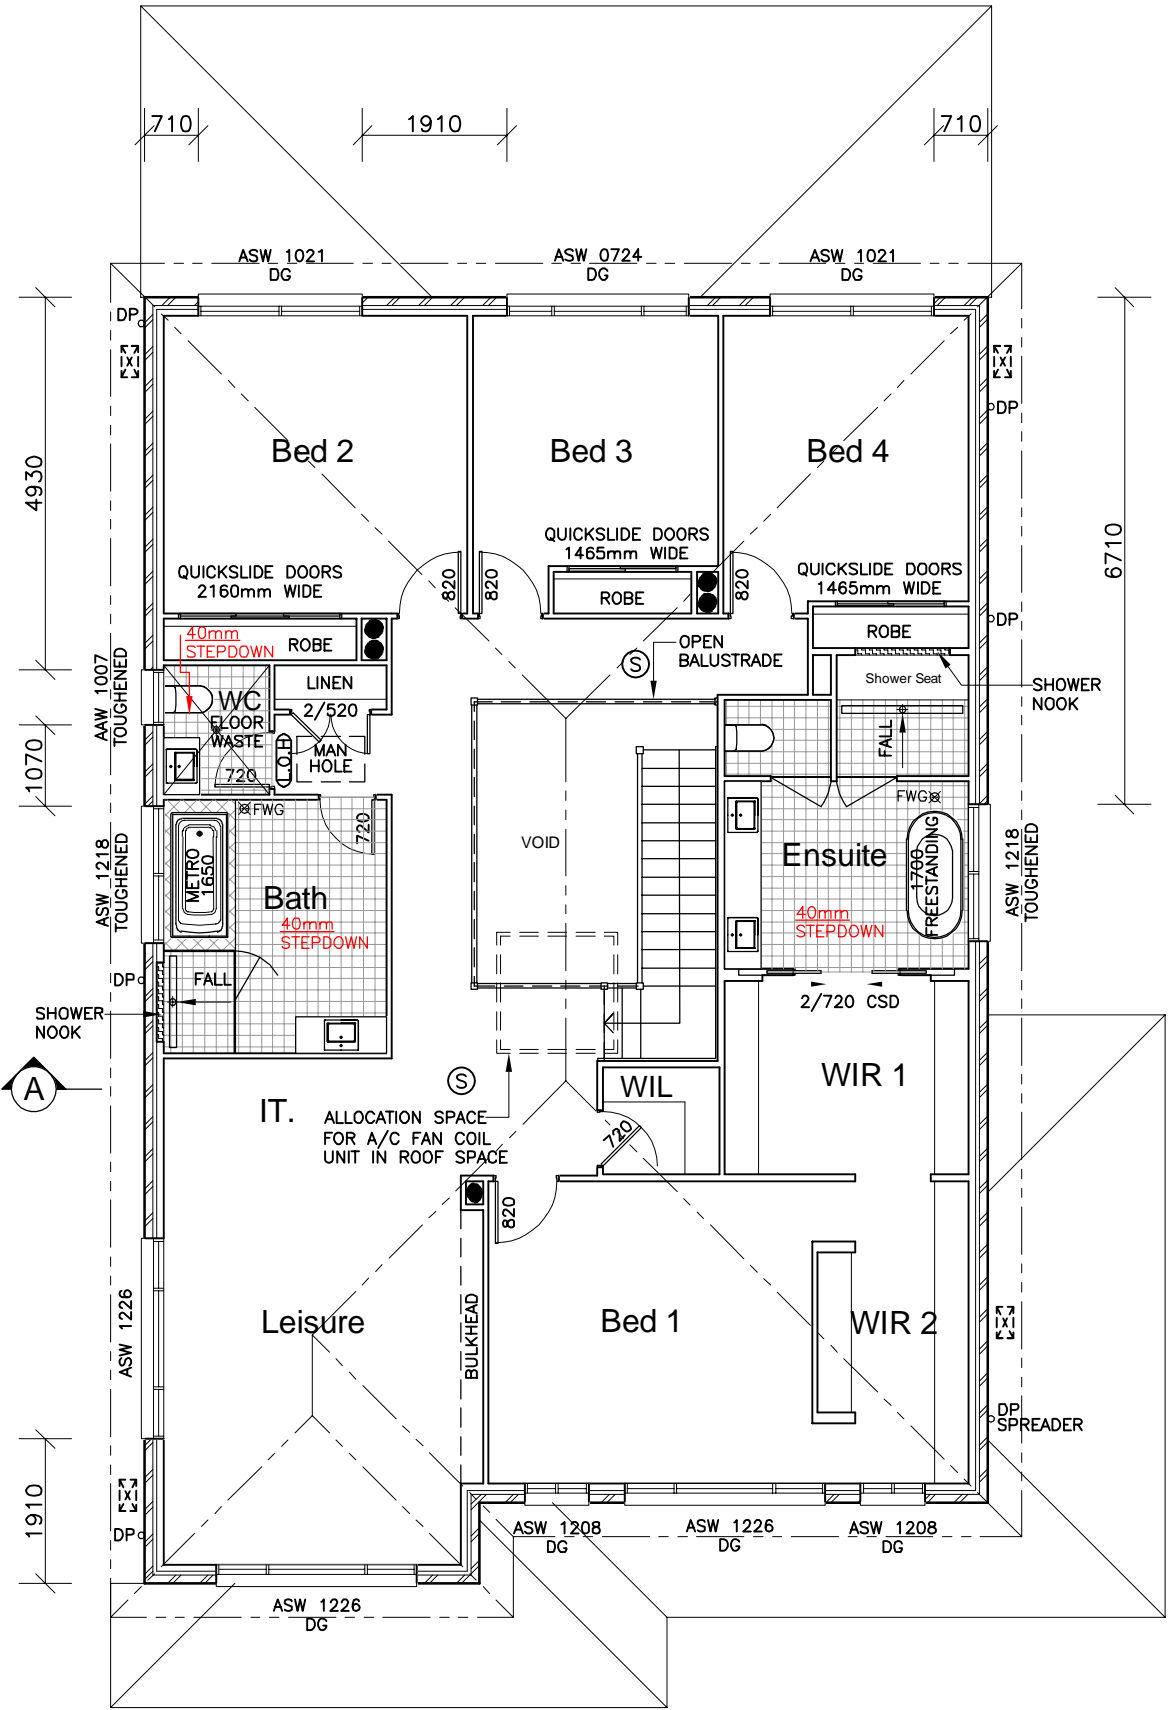 710
1910
710
ASW 1021
DG
ASW 0724
DG
ASW 1021
DG
DP
DP
4930
6710
Bed 2
Bed 3
Bed 4
QUICKSLIDE DOORS
2160mm WIDE
820
820
QUICKSLIDE DOORS
1465mm WIDE
820
QUICKSLIDE DOORS
1465mm WIDE
ROBE
ROBE
ROBE
DP
40mm
STEPDOWN
OPEN
BALUSTRADE
S
AAW 1007
TOUGHENED
WC
FLOOR
WASTE
LINEN
2/520
L.O.H
MAN
HOLE
720
Shower Seat
SHOWER
NOOK
FALL
1070
FWG
720
FWG
ASW 1218
TOUGHENED
METRO
1650
Bath
40mm
STEPDOWN
VOID
Ensuite
1700
FREESTANDING
40mm
STEPDOWN
ASW 1218
TOUGHENED
DP
FALL
SHOWER
NOOK
2/720 CSD
A
S
WIL
WIR 1
IT.
ALLOCATION SPACE
FOR A/C FAN COIL
UNIT IN ROOF SPACE
720
820
ASW 1226
Leisure
BULKHEAD
Bed 1
WIR 2
DP
SPREADER
1910
DP
ASW 1208
DG
ASW 1226
DG
ASW 1208
DG
ASW 1226
DG